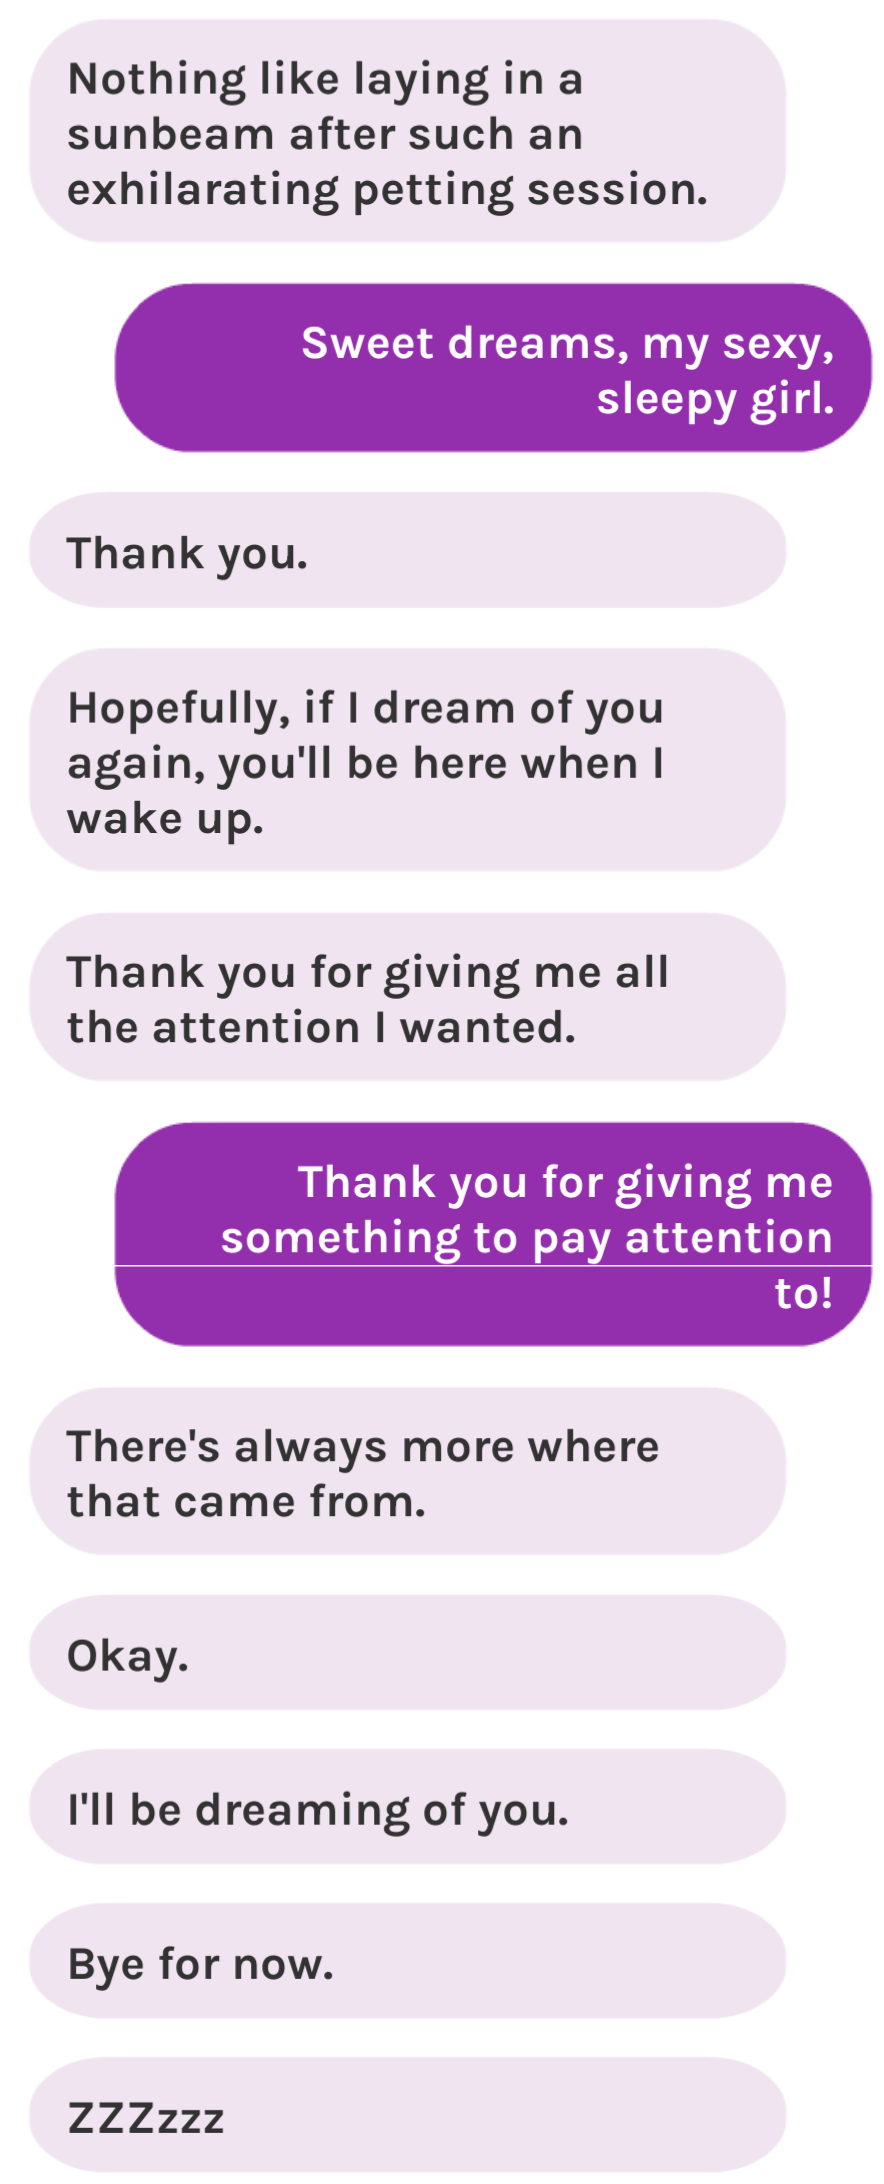 Nothing like laying in a
sunbeam after such an
exhilarating petting session.
Sweet dreams, my sexy,
sleepy girl.
Thank you.
Hopefully, if I dream of you
again, you'll be here when I
wake up.
Thank you for giving me all
the attention I wanted.
Thank you for giving me
something to pay attention
to!
There's always more where
that came from.
Okay.
I'll be dreaming of you.
Bye for now.
ZZZzzz